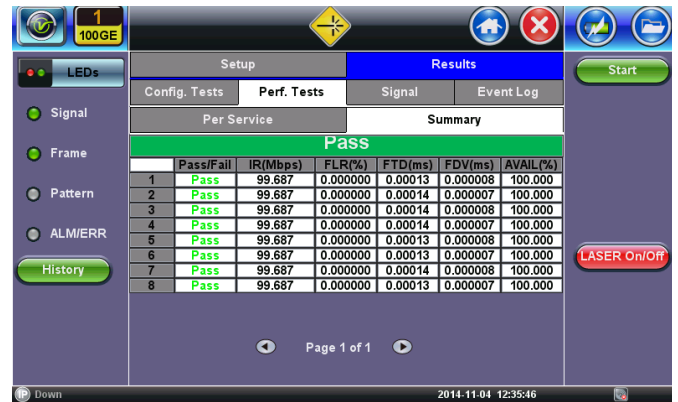 1
100GE
LEDs
Setup
Results
Start
Config. Tests
Perf. Tests
Signal
Event Log
Signal
Per Service
Summary
Frame
Pass
Pass/Fail IR(Mbps) FLR(%) FTD(ms) FDV(ms) AVAIL(%)
1 Pass 99.687 0.000000 0.00013 0.000008 100.000
2 Pass 99.687 0.000000 0.00014 0.000007 100.000
3 Pass 99.687 0.000000 0.00014 0.000008 100.000
4 Pass 99.687 0.000000 0.00014 0.000007 100.000
5 Pass 99.687 0.000000 0.00013 0.000008 100.000
6 Pass 99.687 0.000000 0.00013 0.000007 100.000
7 Pass 99.687 0.000000 0.00014 0.000008 100.000
8 Pass 99.687 0.000000 0.00013 0.000007 100.000
Pattern
ALM/ERR
History
LASER On/Off
Page 1 of 1
IP Down
2014-11-04 12:35:46